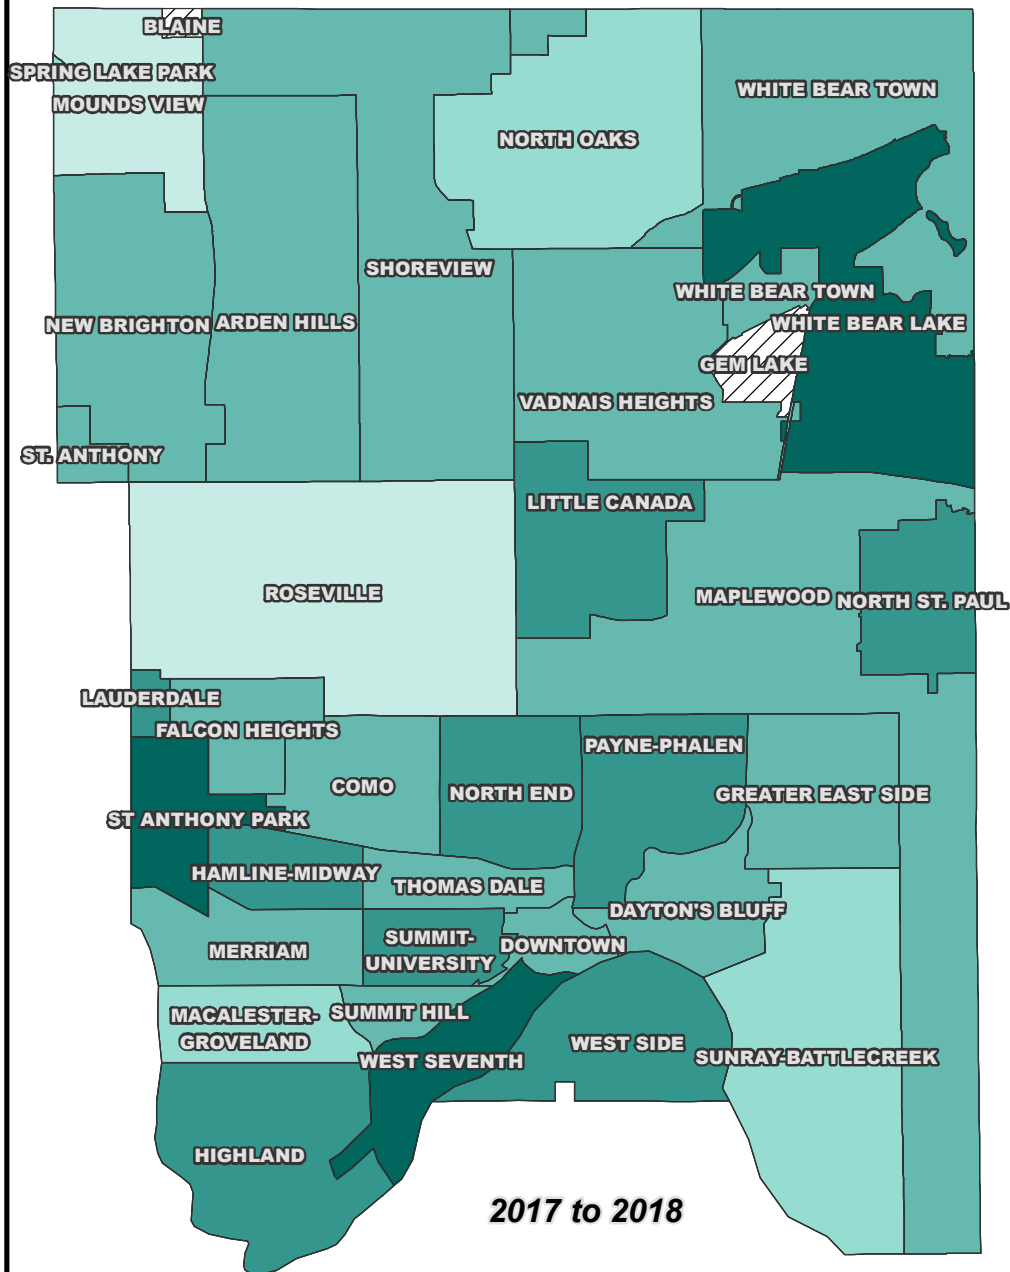 BLAINE
SPRING LAKE PARK
WHITE BEAR TOWN
MOUNDS VIEW
NORTH OAKS
SHOREVIEW
WHITE BEAR TOWN
NEW BRIGHTON
ARDEN HILLS
WHITE BEAR LAKE
GEM LAKE
VADNAIS HEIGHTS
ST. ANTHONY
LITTLE CANADA
ROSEVILLE
MAPLEWOOD
NORTH ST. PAUL
LAUDERDALE
FALCON HEIGHTS
PAYNE-PHALEN
COMO
NORTH END
GREATER EAST SIDE
ST ANTHONY PARK
HAMLINE-MIDWAY
THOMAS DALE
DAYTON'S BLUFF
MERRIAM
SUMMIT-
UNIVERSITY
DOWNTOWN
MACALESTER-
GROVELAND
SUMMIT HILL
WEST SEVENTH
WEST SIDE
SUNRAY-BATTLECREEK
HIGHLAND
2017 to 2018